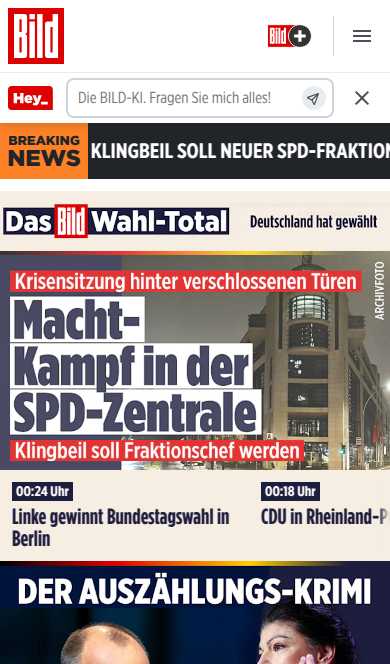 Bild
Bild
Hey_
Die BILD-KI. Fragen Sie mich alles!
BREAKING
NEWS
KLINGBEIL SOLL NEUER SPD-FRAKTION
Das Bild Wahl-Total
Deutschland hat gewählt
ARCHIVFOTO
Krisensitzung hinter verschlossenen Türen
Macht-
Kampf in der
SPD-Zentrale
Klingbeil soll Fraktionschef werden
00:24 Uhr
Linke gewinnt Bundestagswahl in
Berlin
00:18 Uhr
CDU in Rheinland-P
DER AUSZÄHLUNGS-KRIMI